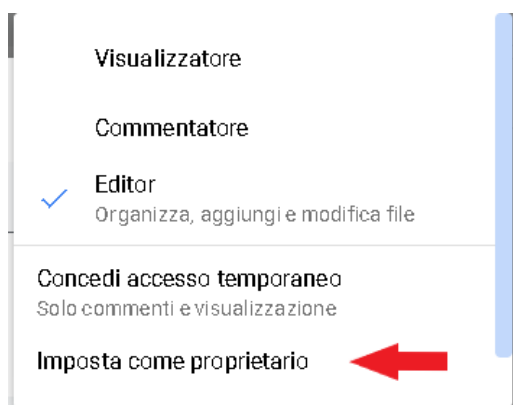 Visualizzatore
Commentatore
Editor
Organizza, aggiungi e modifica file
Concedi accesso temporaneo
Solo commenti e visualizzazione
Imposta come proprietario